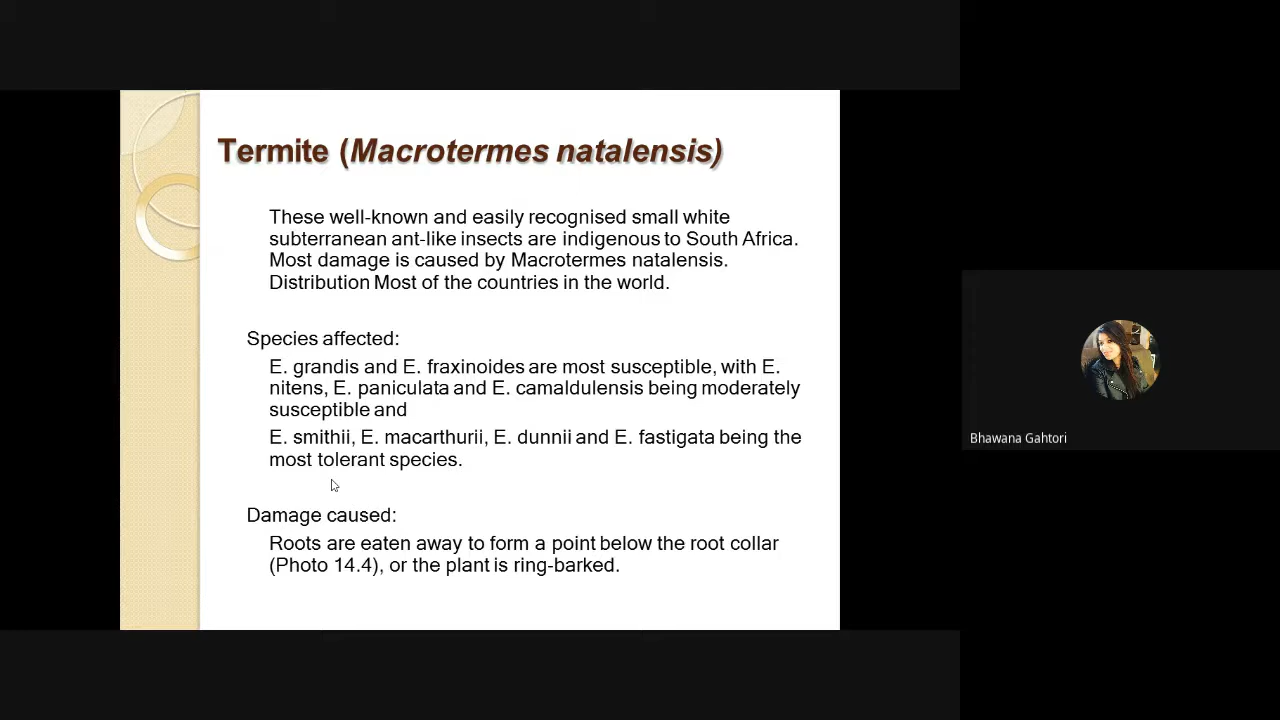 Termite (Macrotermes natalensis)
These well-known and easily recognised small white
subterranean ant-like insects are indigenous to South Africa.
Most damage is caused by Macrotermes natalensis.
Distribution Most of the countries in the world.
Species affected:
E. grandis and E. fraxinoides are most susceptible, with E.
nitens, E. paniculata and E. camaldulensis being moderately
susceptible and
E. smithii, E. macarthurii, E. dunnii and E. fastigata being the
most tolerant species.
Damage caused:
Roots are eaten away to form a point below the root collar
(Photo 14.4), or the plant is ring-barked.
Bhawana Gahtori